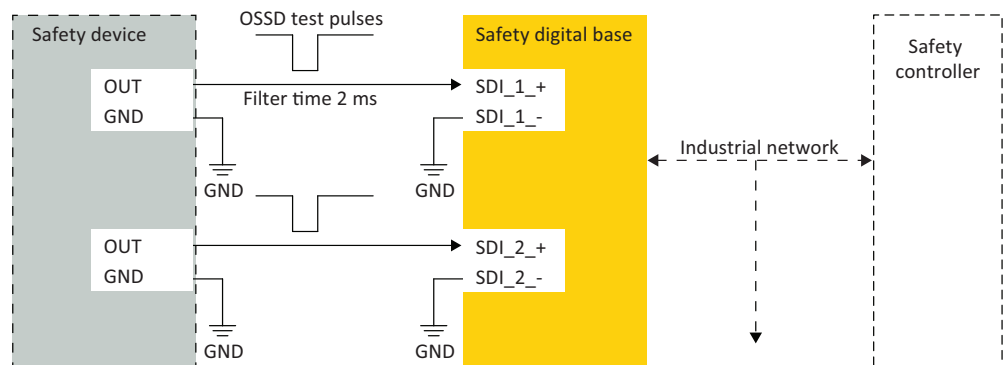 OSSD test pulses
Safety device
Safety digital base
Safety
controller
OUT
GND
Filter time 2 ms
SDI_1_+
SDI_1_-
Industrial network
GND
GND
OUT
GND
SDI_2_+
SDI_2_-
GND
GND